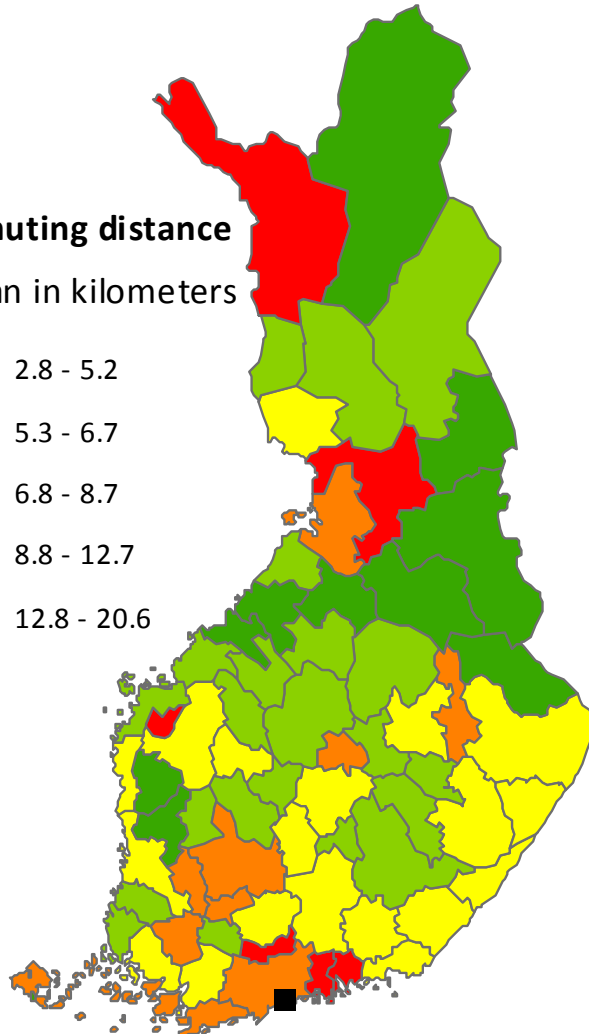 uting distance
n in kilometers
2.8 - 5.2
5.3 - 6.7
6.8 - 8.7
8.8 - 12.7
12.8 - 20.6